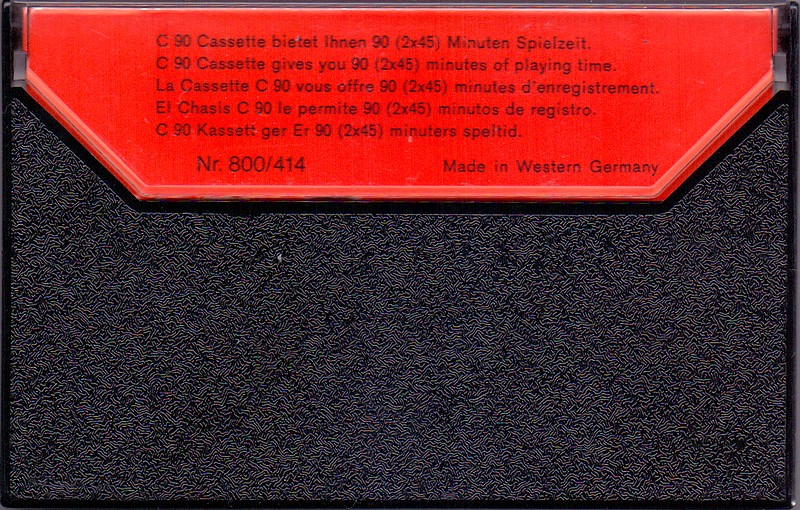 C 90 Cassette bietet Ihnen 90 (2x45) Minuten Spielzeit.
C 90 Cassette gives you 90 (2x45) minutes of playing time.
La Cassette C 90 vous offre 90 (2x45) minutes d'enregistrement.
El Chasis C 90 le permite 90 (2x45) minutos de registro.
C 90 Kassett ger Er 90 (2x45) minuters speltid.
Nr. 800/414 Made in Western Germany